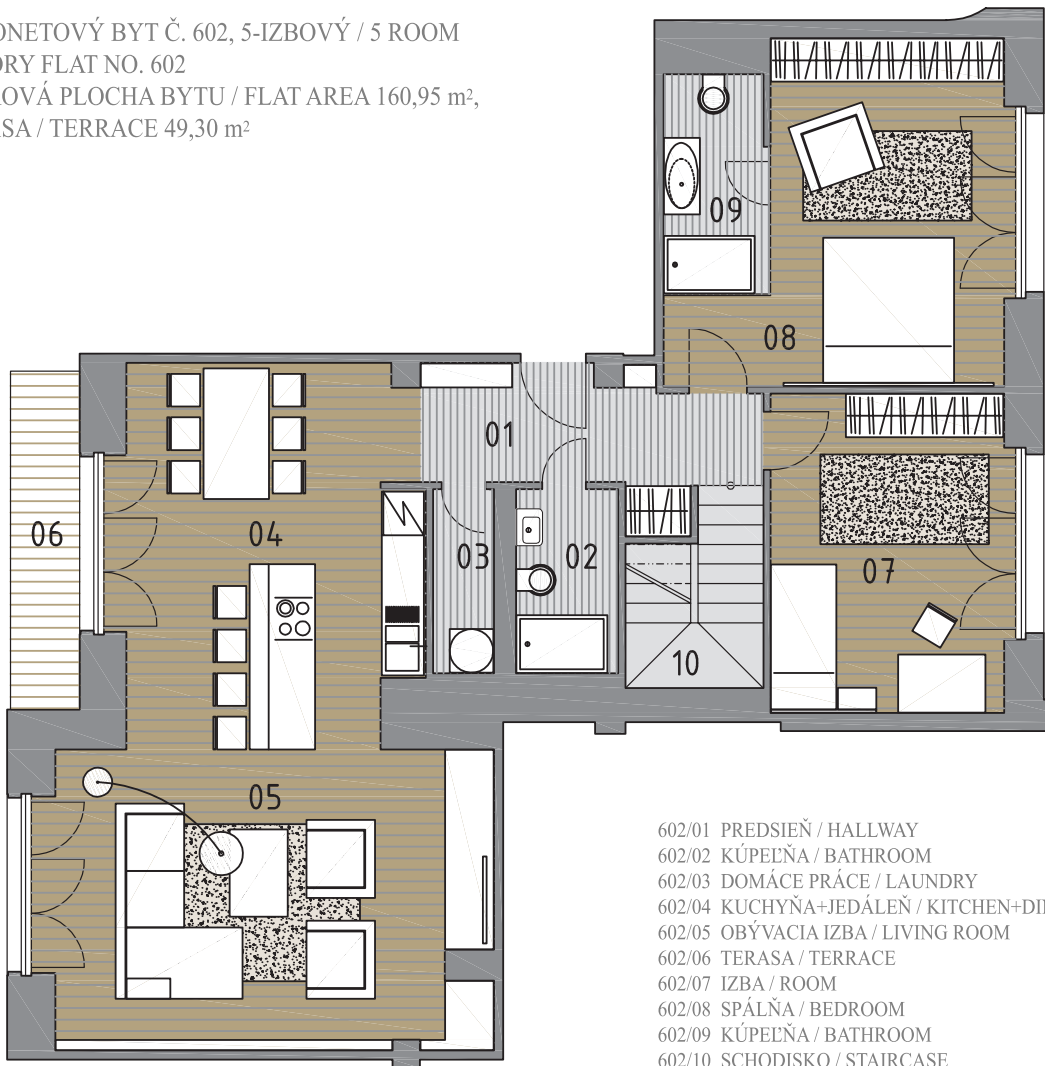 ONETOVÝ BYT Č. 602, 5-IZBOVÝ / 5 ROOM
ORY FLAT NO. 602
OVÁ PLOCHA BYTU / FLAT AREA 160,95 m²,
ASA / TERRACE 49,30 m²
09
08
01
06
04
03
02
07
10
05
602/01 PREDSIEŇ / HALLWAY
602/02 KÚPEĽŇA / BATHROOM
602/03 DOMÁCE PRÁCE / LAUNDRY
602/04 KUCHYŇA+JEDÁLEŇ / KITCHEN+DI
602/05 OBÝVACIA IZBA / LIVING ROOM
602/06 TERASA / TERRACE
602/07 IZBA / ROOM
602/08 SPÁLŇA / BEDROOM
602/09 KÚPEĽŇA / BATHROOM
602/10 SCHODISKO / STAIRCASE